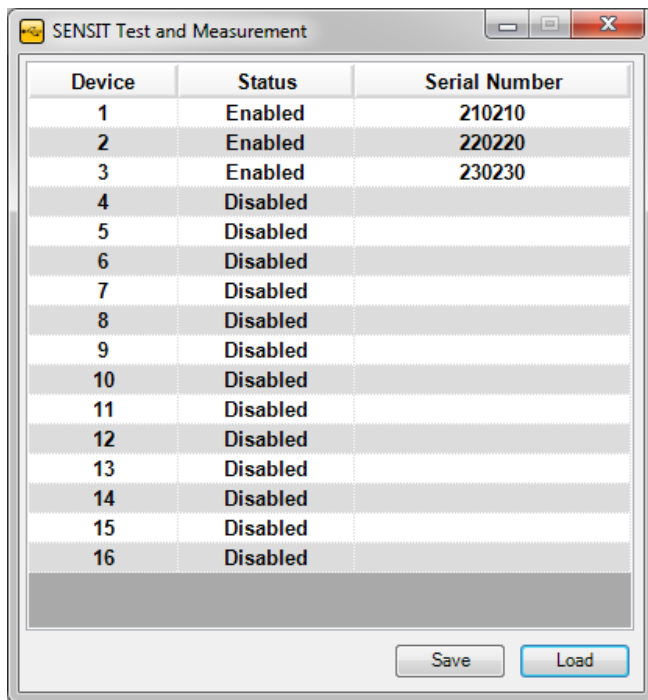 SENSIT Test and Measurement
Device Status Serial Number
1 Enabled 210210
2 Enabled 220220
3 Enabled 230230
4 Disabled
5 Disabled
6 Disabled
7 Disabled
8 Disabled
9 Disabled
10 Disabled
11 Disabled
12 Disabled
13 Disabled
14 Disabled
15 Disabled
16 Disabled
Save Load